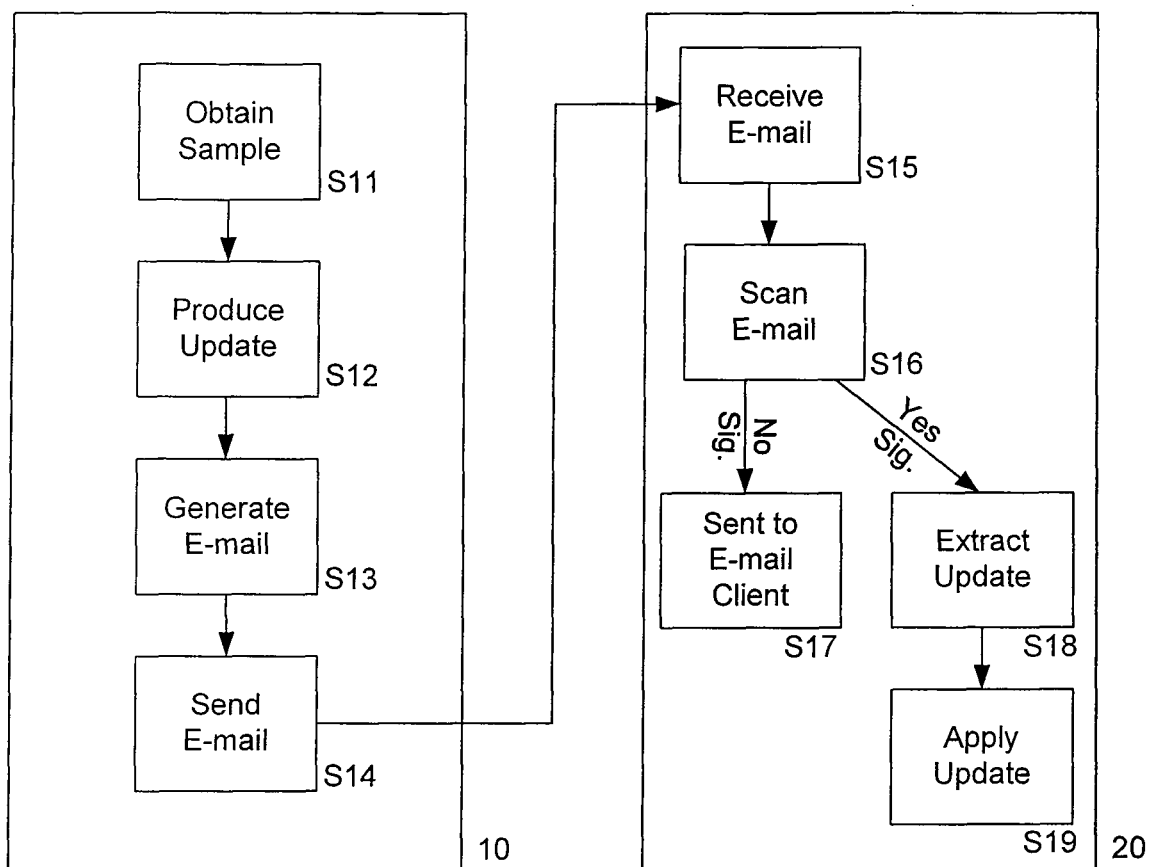 Obtain
Sample
S11
Produce
Update
S12
Generate
E-mail
S13
Send
E-mail
S14
10
Receive
E-mail
S15
Scan
E-mail
S16
No
Sig.
Yes
Sig.
Sent to
E-mail
Client
S17
Extract
Update
S18
Apply
Update
S19
20